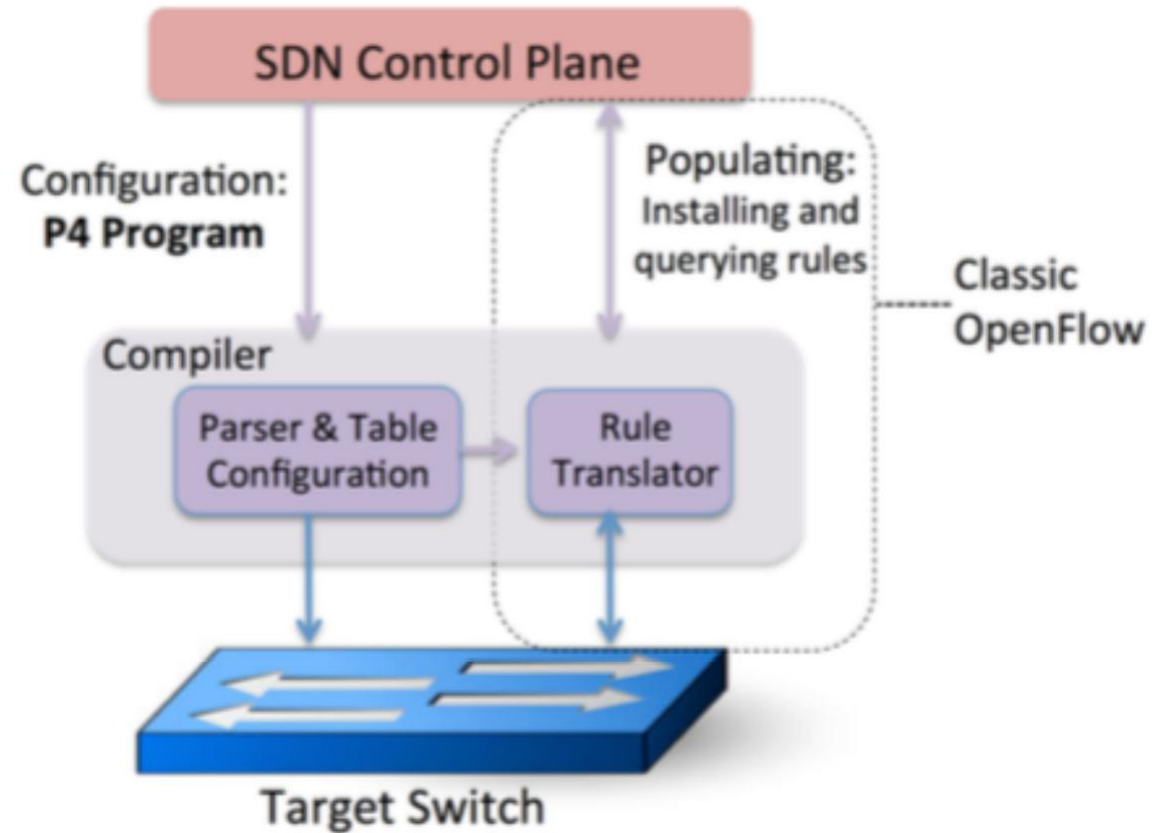 SDN Control Plane
Configuration:
P4 Program
Populating:
Installing and
querying rules
Classic
OpenFlow
Compiler
Parser & Table
Configuration
Rule
Translator
Target Switch